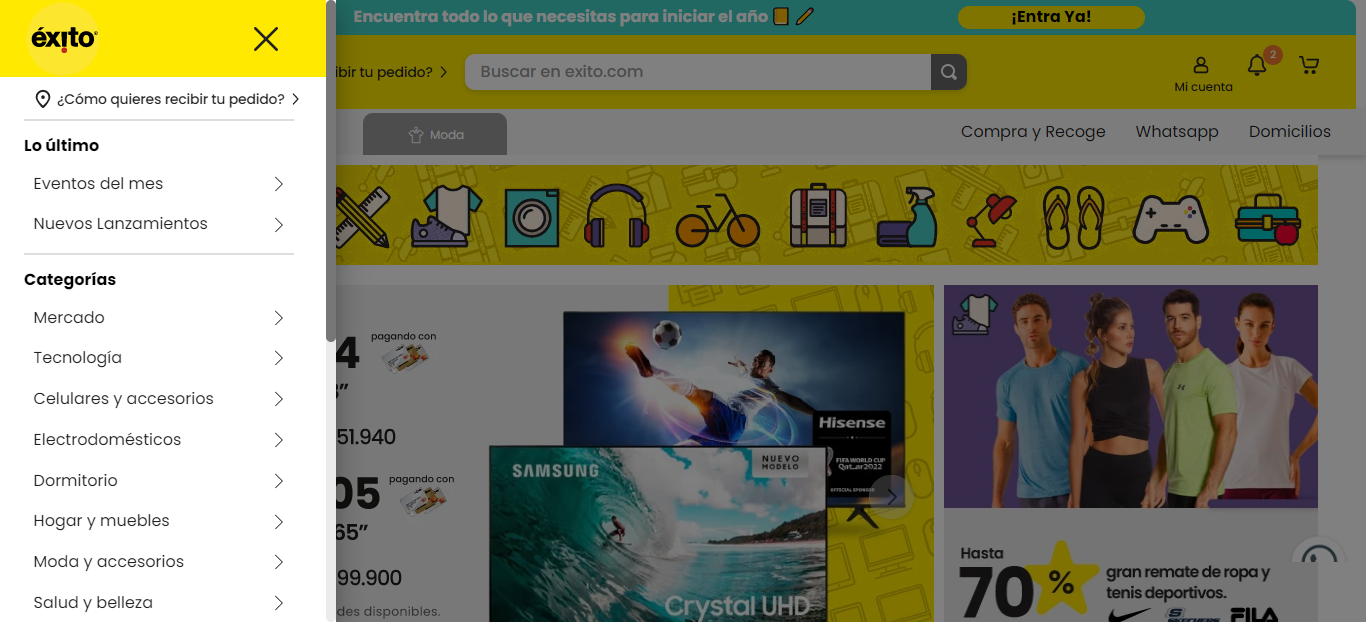 éxito
¿Cómo quieres recibir tu pedido?
Lo último
Eventos del mes
Nuevos Lanzamientos
Categorías
Mercado
Tecnología
Celulares y accesorios
Electrodomésticos
Dormitorio
Hogar y muebles
Moda y accesorios
Salud y belleza
Encuentra todo lo que necesitas para iniciar el año
¡Entra Ya!
ibir tu pedido?
Buscar en exito.com
2
Mi cuenta
Moda
Compra y Recoge
Whatsapp
Domicilios
4
pagando con
51.940
05
pagando con
65”
99.900
des disponibles.
Hisense
FIFA WORLD CUP
Qatar2022
OFFICIAL SPONSOR
SAMSUNG
NUEVO
MODELO
Crystal UHD
Hasta
70%
gran remate de ropa y
tenis deportivos.
SKECHERS
FILA